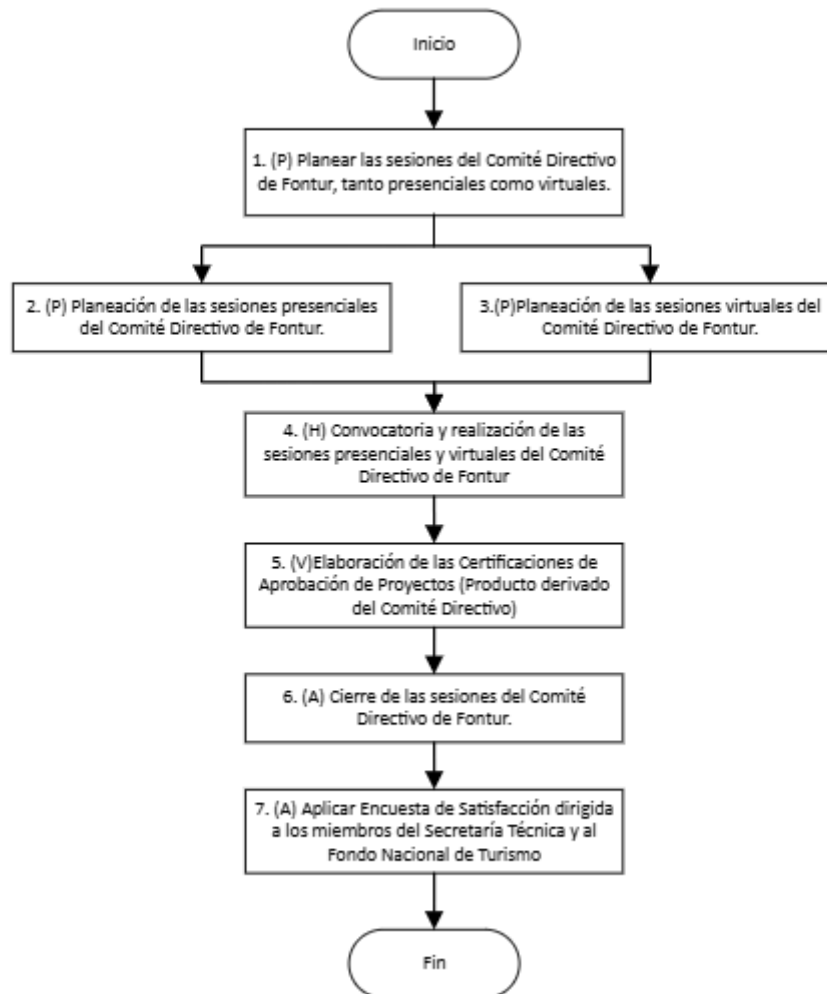 Inicio
1. (P) Planear las sesiones del Comité Directivo
de Fontur, tanto presenciales como virtuales.
2. (P) Planeación de las sesiones presenciales
del Comité Directivo de Fontur.
3.(P)Planeación de las sesiones virtuales del
Comité Directivo de Fontur.
4. (H) Convocatoria y realización de las
sesiones presenciales y virtuales del Comité
Directivo de Fontur
5. (V)Elaboración de las Certificaciones de
Aprobación de Proyectos (Producto derivado
del Comité Directivo)
6. (A) Cierre de las sesiones del Comité
Directivo de Fontur.
7. (A) Aplicar Encuesta de Satisfacción dirigida
a los miembros del Secretaría Técnica y al
Fondo Nacional de Turismo
Fin